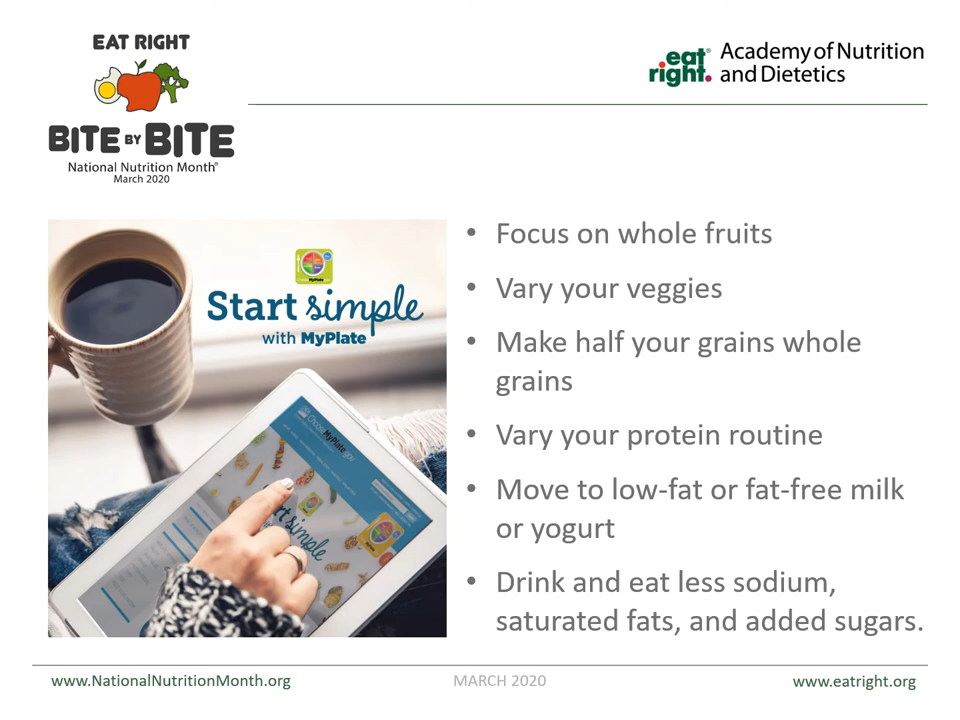 EAT RIGHT
BITE BY BITE
National Nutrition Month®
March 2020
eat® right.
Academy of Nutrition
and Dietetics
Start simple
with MyPlate
ChooseMyPlate.gov
• Focus on whole fruits
• Vary your veggies
• Make half your grains whole
grains
• Vary your protein routine
• Move to low-fat or fat-free milk
or yogurt
• Drink and eat less sodium,
saturated fats, and added sugars.
www.NationalNutritionMonth.org
MARCH 2020
www.eatright.org